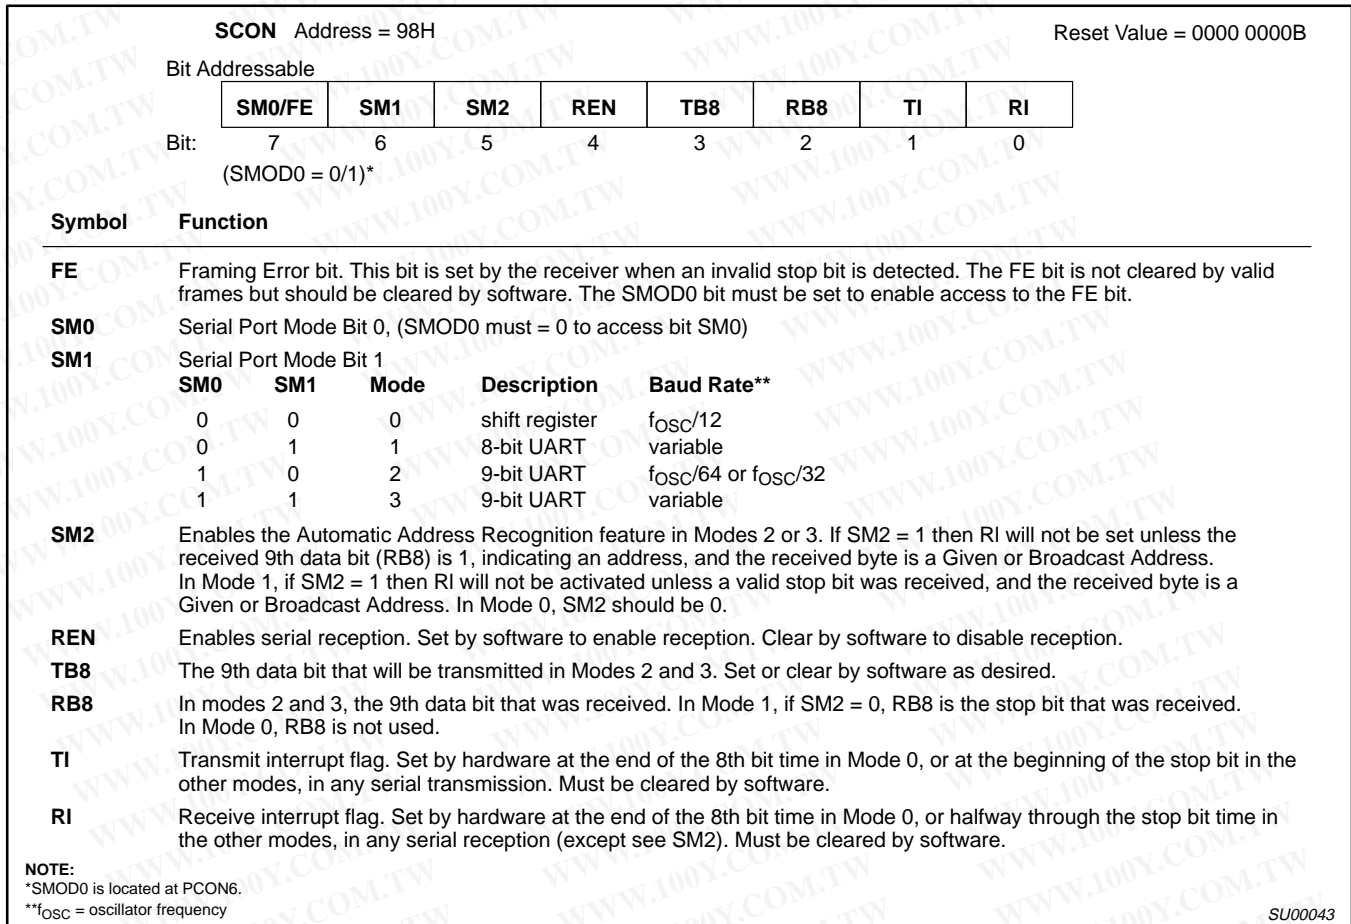 SCON Address = 98H Reset Value = 0000 0000B
Bit Addressable
SM0/FE SM1 SM2 REN TB8 RB8 TI RI
Bit: 7 6 5 4 3 2 1 0
(SMOD0 = 0/1)*
Symbol Function
FE Framing Error bit. This bit is set by the receiver when an invalid stop bit is detected. The FE bit is not cleared by valid
frames but should be cleared by software. The SMOD0 bit must be set to enable access to the FE bit.
SM0 Serial Port Mode Bit 0, (SMOD0 must = 0 to access bit SM0)
SM1 Serial Port Mode Bit 1
SM0 SM1 Mode Description Baud Rate**
0 0 0 shift register fOSC/12
0 1 1 8-bit UART variable
1 0 2 9-bit UART fOSC/64 or fOSC/32
1 1 3 9-bit UART variable
SM2 Enables the Automatic Address Recognition feature in Modes 2 or 3. If SM2 = 1 then RI will not be set unless the
received 9th data bit (RB8) is 1, indicating an address, and the received byte is a Given or Broadcast Address.
In Mode 1, if SM2 = 1 then RI will not be activated unless a valid stop bit was received, and the received byte is a
Given or Broadcast Address. In Mode 0, SM2 should be 0.
REN Enables serial reception. Set by software to enable reception. Clear by software to disable reception.
TB8 The 9th data bit that will be transmitted in Modes 2 and 3. Set or clear by software as desired.
RB8 In modes 2 and 3, the 9th data bit that was received. In Mode 1, if SM2 = 0, RB8 is the stop bit that was received.
In Mode 0, RB8 is not used.
TI Transmit interrupt flag. Set by hardware at the end of the 8th bit time in Mode 0, or at the beginning of the stop bit in the
other modes, in any serial transmission. Must be cleared by software.
RI Receive interrupt flag. Set by hardware at the end of the 8th bit time in Mode 0, or halfway through the stop bit time in
the other modes, in any serial reception (except see SM2). Must be cleared by software.
NOTE:
*SMOD0 is located at PCON6.
**fOSC = oscillator frequency
SU00043
WWW.100Y.COM.TW